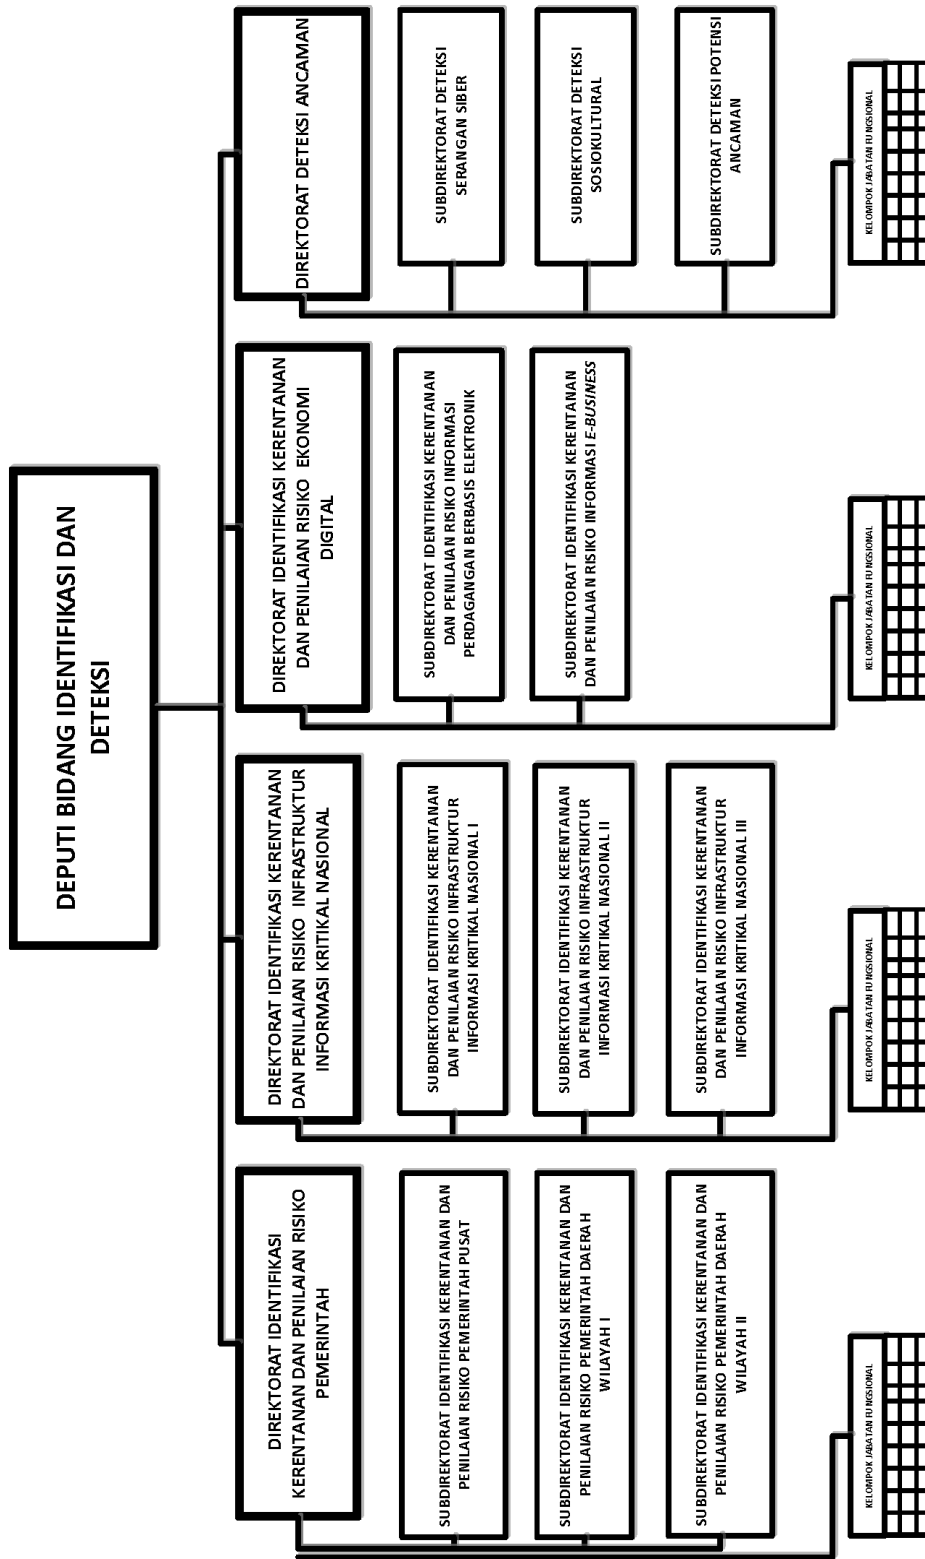 DEPUTI BIDANG IDENTIFIKASI DAN
DETEKSI
DIREKTORAT IDENTIFIKASI
KERENTANAN DAN PENILAIAN RISIKO
PEMERINTAH
SUBDIREKTORAT IDENTIFIKASI KERENTANAN DAN
PENILAIAN RISIKO PEMERINTAH PUSAT
SUBDIREKTORAT IDENTIFIKASI KERENTANAN DAN
PENILAIAN RISIKO PEMERINTAH DAERAH
WILAYAH I
SUBDIREKTORAT IDENTIFIKASI KERENTANAN DAN
PENILAIAN RISIKO PEMERINTAH DAERAH
WILAYAH II
KELOMPOK JABATAN FUNGSIONAL
DIREKTORAT IDENTIFIKASI KERENTANAN
DAN PENILAIAN RISIKO INFRASTRUKTUR
INFORMASI KRITIKAL NASIONAL
SUBDIREKTORAT IDENTIFIKASI KERENTANAN
DAN PENILAIAN RISIKO INFRASTRUKTUR
INFORMASI KRITIKAL NASIONAL I
SUBDIREKTORAT IDENTIFIKASI KERENTANAN
DAN PENILAIAN RISIKO INFRASTRUKTUR
INFORMASI KRITIKAL NASIONAL II
SUBDIREKTORAT IDENTIFIKASI KERENTANAN
DAN PENILAIAN RISIKO INFRASTRUKTUR
INFORMASI KRITIKAL NASIONAL III
KELOMPOK JABATAN FUNGSIONAL
DIREKTORAT IDENTIFIKASI KERENTANAN
DAN PENILAIAN RISIKO EKONOMI
DIGITAL
SUBDIREKTORAT IDENTIFIKASI KERENTANAN
DAN PENILAIAN RISIKO INFORMASI
PERDAGANGAN BERBASIS ELEKTRONIK
SUBDIREKTORAT IDENTIFIKASI KERENTANAN
DAN PENILAIAN RISIKO INFORMASI E-BUSINESS
KELOMPOK JABATAN FUNGSIONAL
DIREKTORAT DETEKSI ANCAMAN
SUBDIREKTORAT DETEKSI
SERANGAN SIBER
SUBDIREKTORAT DETEKSI
SOSIOKULTURAL
SUBDIREKTORAT DETEKSI POTENSI
ANCAMAN
KELOMPOK JABATAN FUNGSIONAL